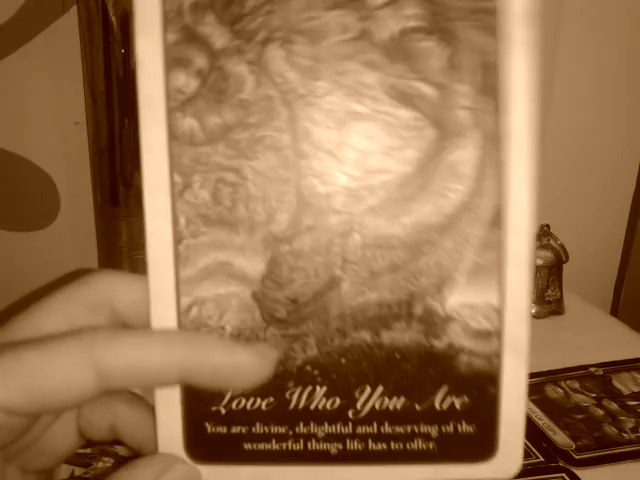 Love Who You Are
You are divine, delightful and deserving of the
wonderful things life has to offer.